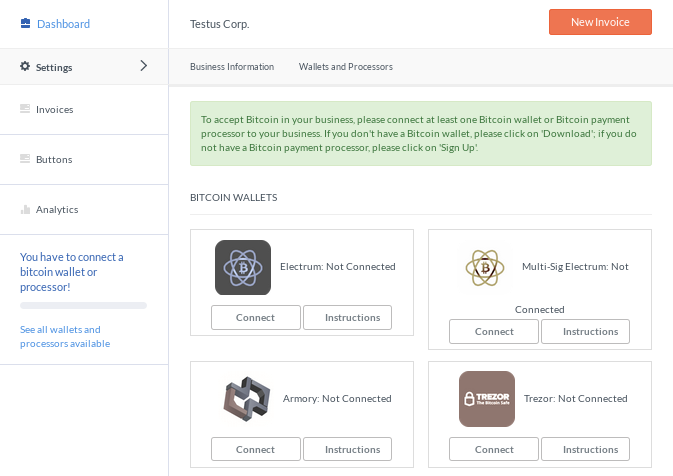 Dashboard
Testus Corp.
New Invoice
Settings
Business Information
Wallets and Processors
Invoices
Buttons
Analytics
You have to connect a
bitcoin wallet or
processor!
See all wallets and
processors available
To accept Bitcoin in your business, please connect at least one Bitcoin wallet or Bitcoin payment
processor to your business. If you don't have a Bitcoin wallet, please click on 'Download'; if you do
not have a Bitcoin payment processor, please click on 'Sign Up'.
BITCOIN WALLETS
Electrum: Not Connected
Connect
Instructions
Multi-Sig Electrum: Not
Connected
Connect
Instructions
Armory: Not Connected
Connect
Instructions
TREZOR
The Bitcoin Safe
Trezor: Not Connected
Connect
Instructions